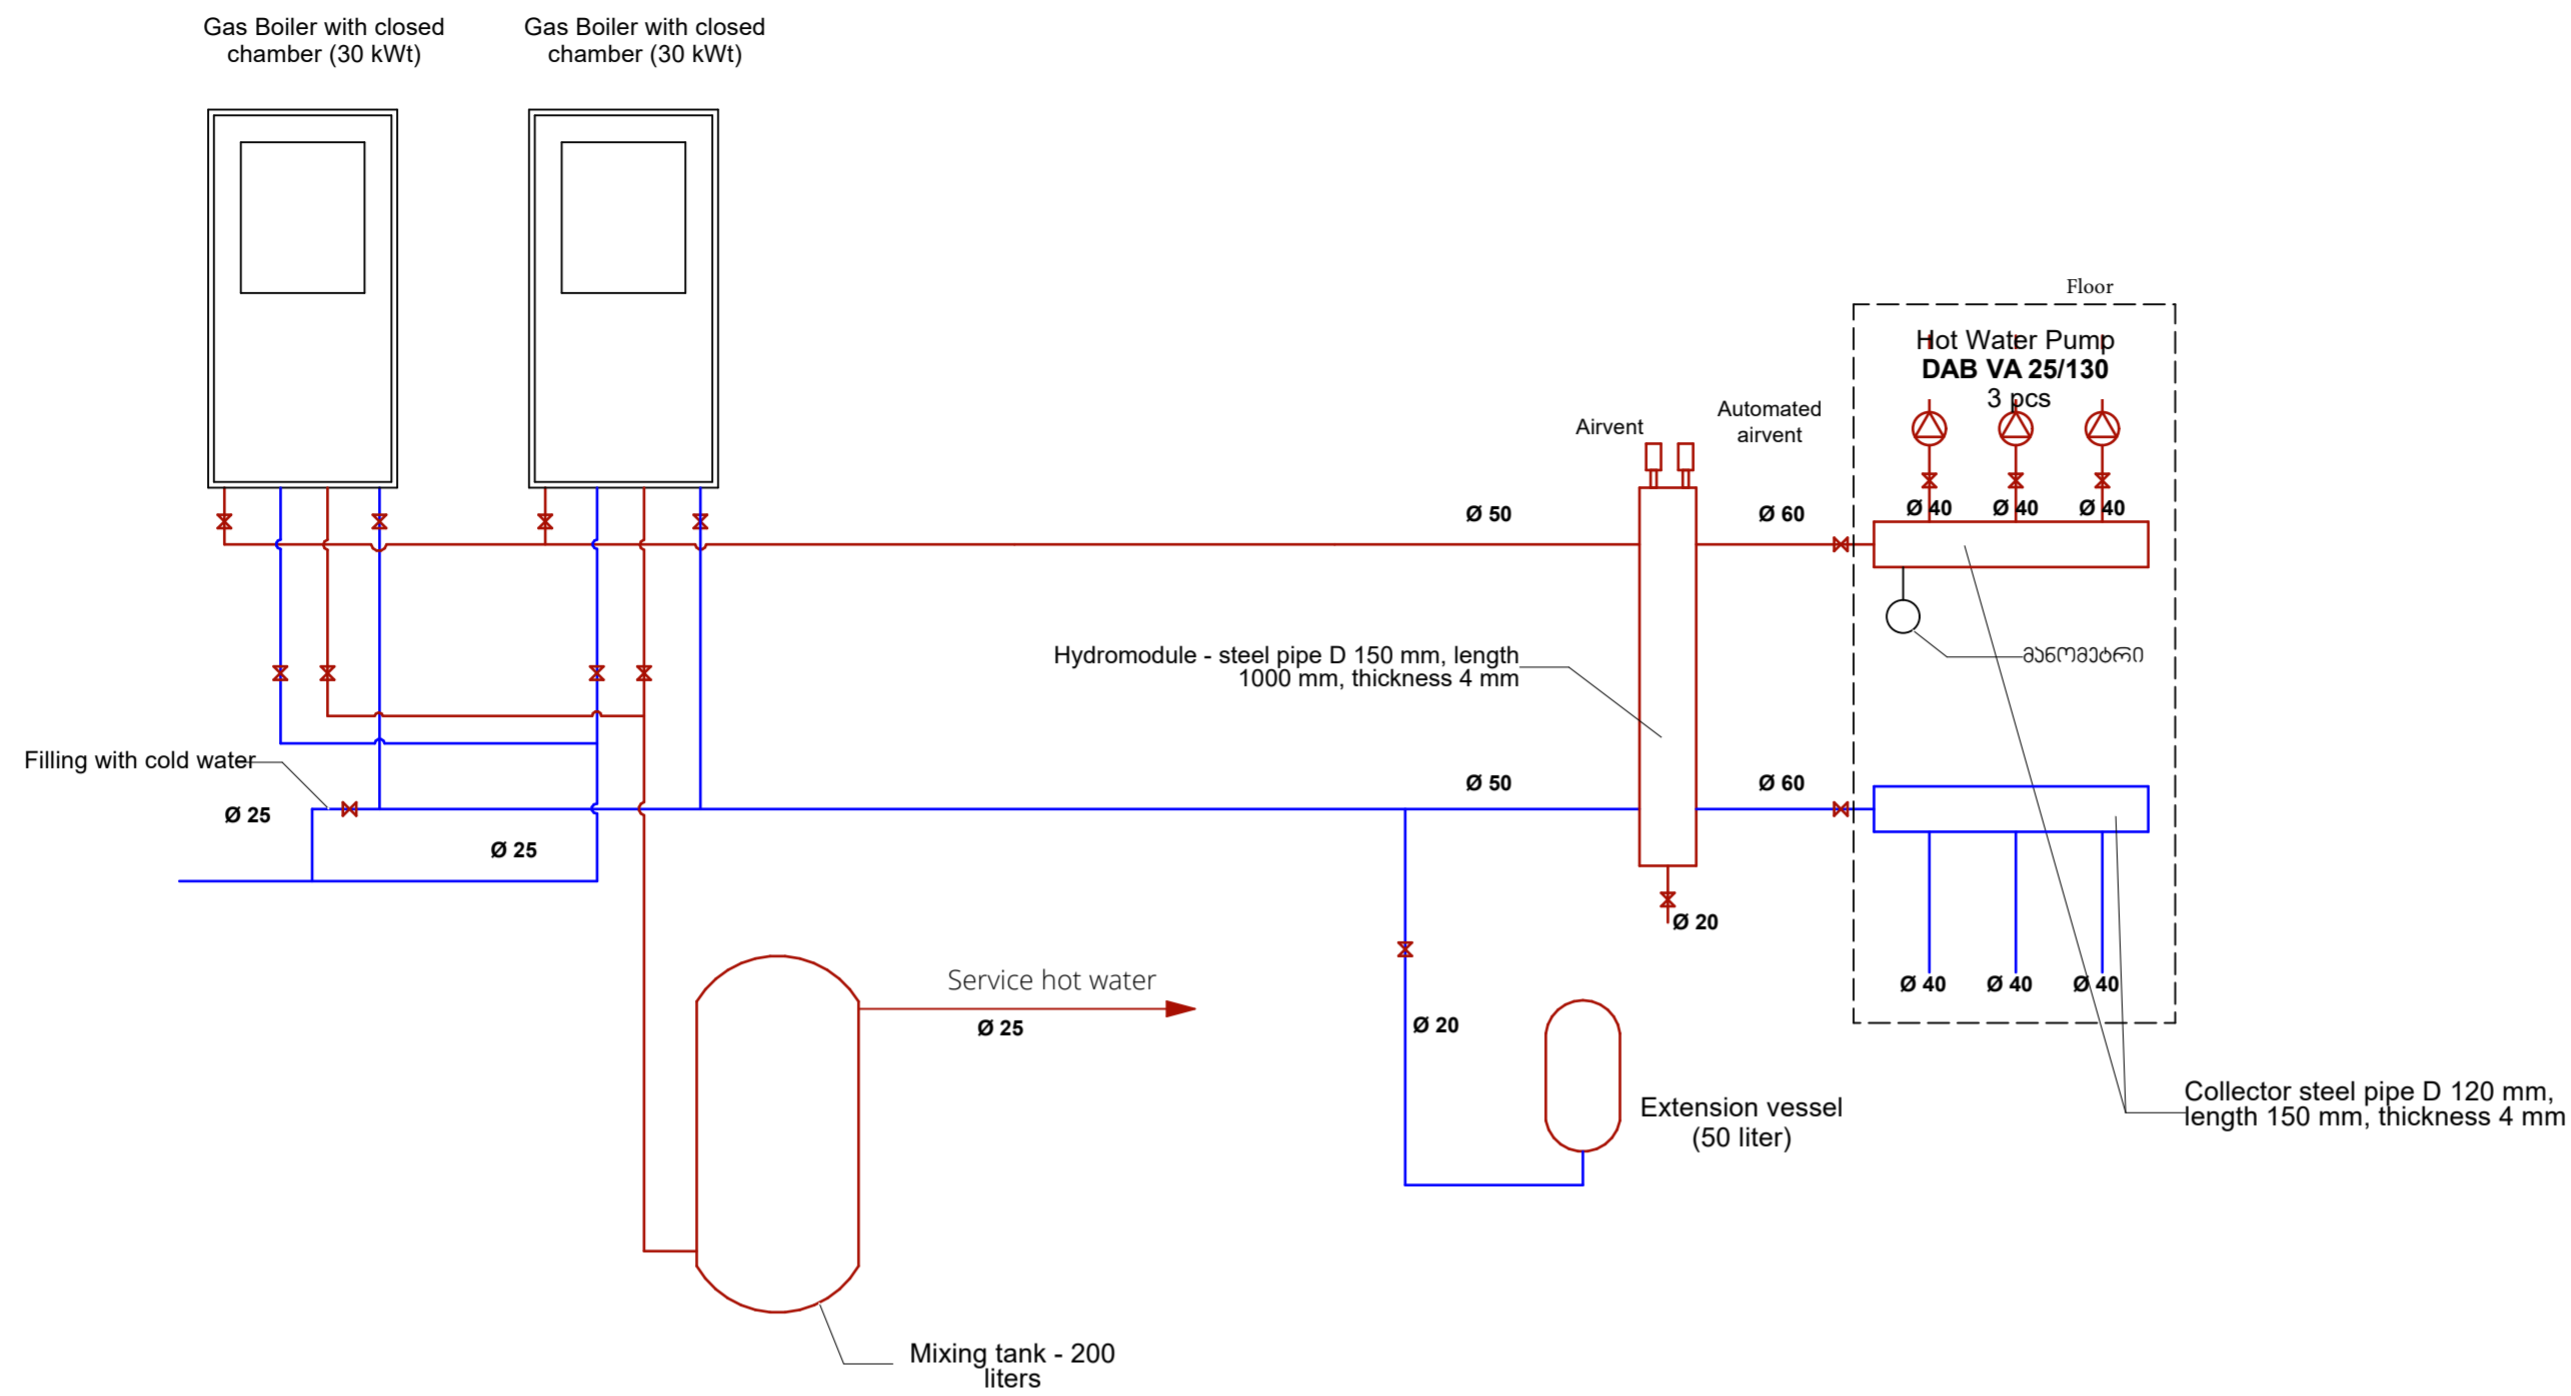 Gas Boiler with closed
chamber (30 kWt)
Gas Boiler with closed
chamber (30 kWt)
Floor
Hot Water Pump
DAB VA 25/130
3 pcs
Airvent
Automated
airvent
Ø 50
Ø 60
Ø 40
Ø 40
Ø 40
Hydromodule - steel pipe D 150 mm, length
1000 mm, thickness 4 mm
მანომეტრი
Filling with cold water
Ø 25
Ø 25
Ø 50
Ø 60
Ø 20
Service hot water
Ø 25
Ø 20
Ø 40
Ø 40
Ø 40
Extension vessel
(50 liter)
Collector steel pipe D 120 mm,
length 150 mm, thickness 4 mm
Mixing tank - 200
liters